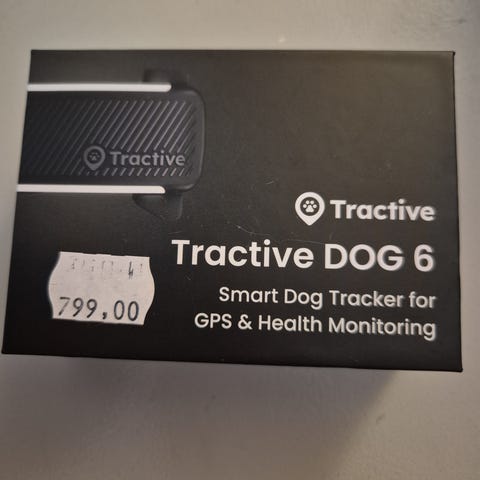 Tractive
Tractive
Tractive DOG 6
Smart Dog Tracker for
GPS & Health Monitoring
799,00